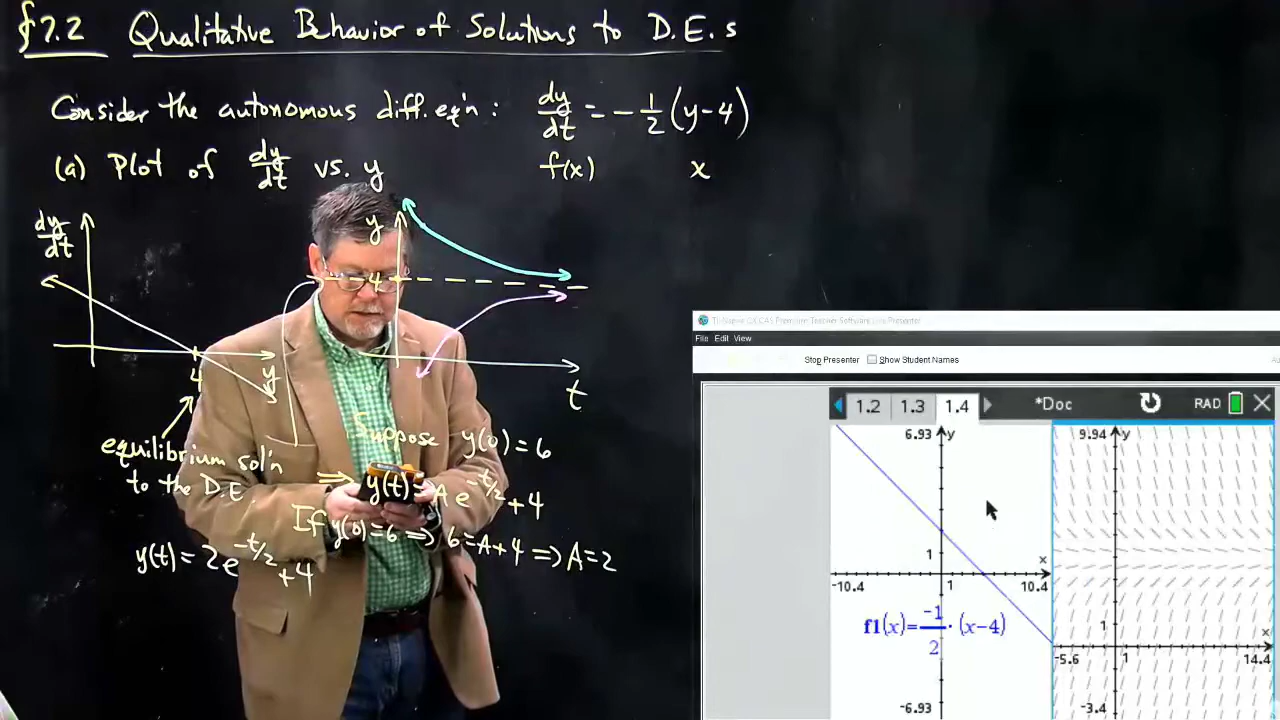 §7.2 Qualitative Behavior of Solutions to D.E.s
Consider the autonomous diff. eq'n: dy/dt = -1/2 (y-4)
(a) Plot of dy/dt vs. y f(x) x
dy/dt
y
4
4
y
t
equilibrium sol'n
to the D.E.
Suppose y(0)=6
⇒ y(t)=Ae^{-t/2}+4
If y(0)=6 ⇒ 6=A+4 ⇒ A=2
y(t)=2e^{-t/2}+4
File Edit View
Stop Presenter Show Student Names
1.2 1.3 1.4 *Doc RAD
6.93 y
1
x
-10.4 1 10.4
f1(x)=-1/2·(x-4)
-6.93
9.94 y
1
x
-5.6 1 14.4
-3.4